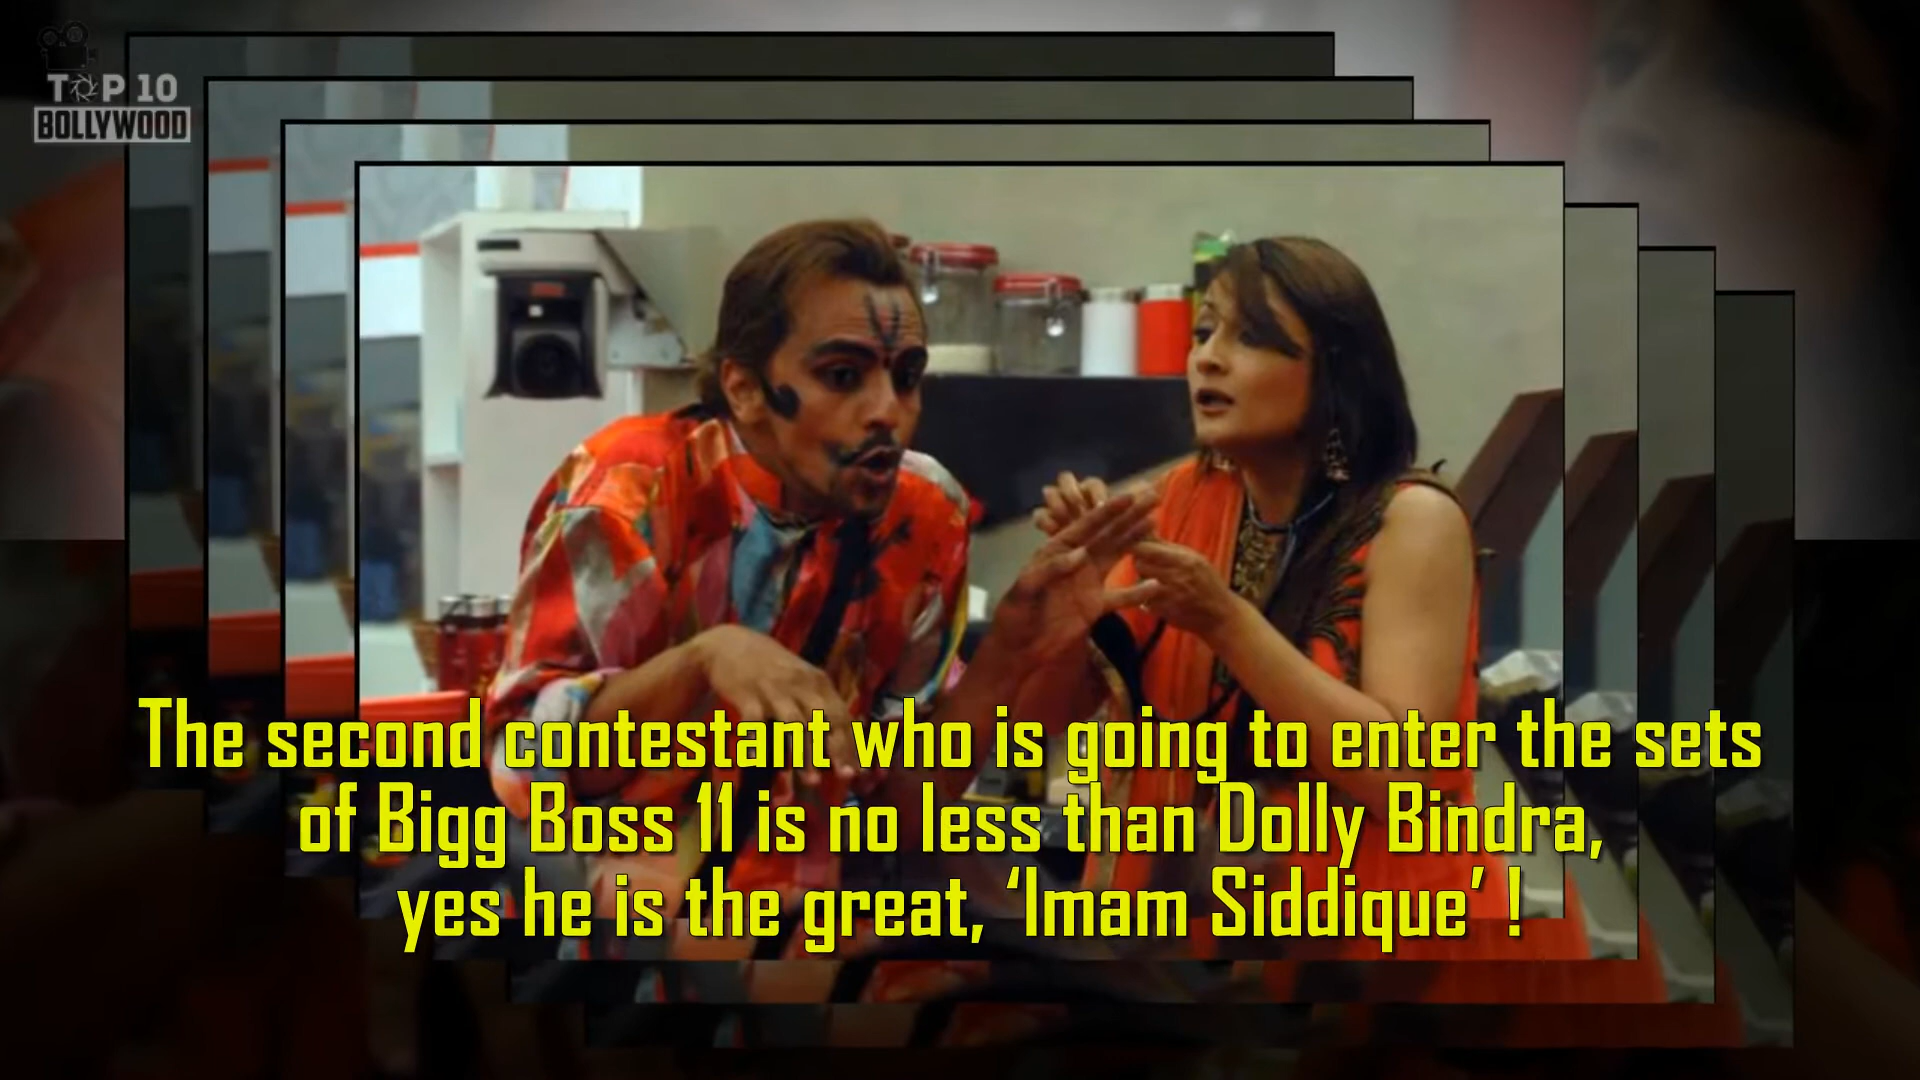 TOP 10
BOLLYWOOD
The second contestant who is going to enter the sets
of Bigg Boss 11 is no less than Dolly Bindra,
yes he is the great, ‘Imam Siddique’ !